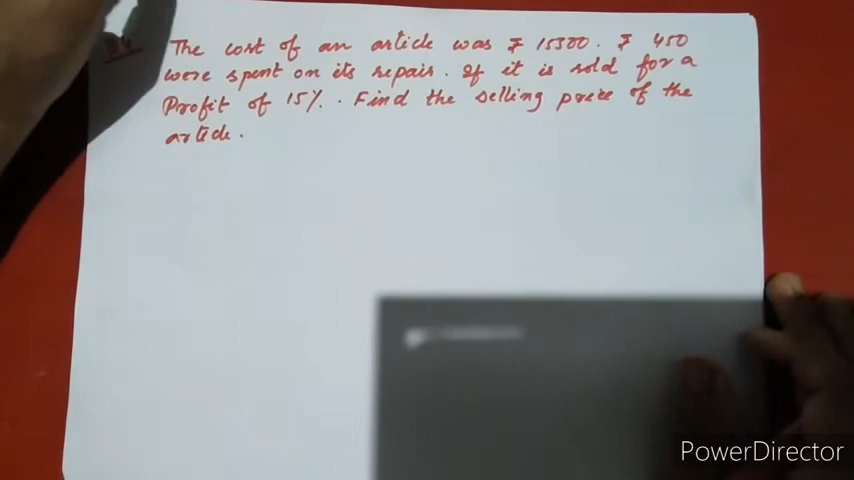 The cost of an article was ₹ 15300. ₹ 450
were spent on its repair. If it is sold for a
Profit of 15%. Find the selling price of the
article.
PowerDirector